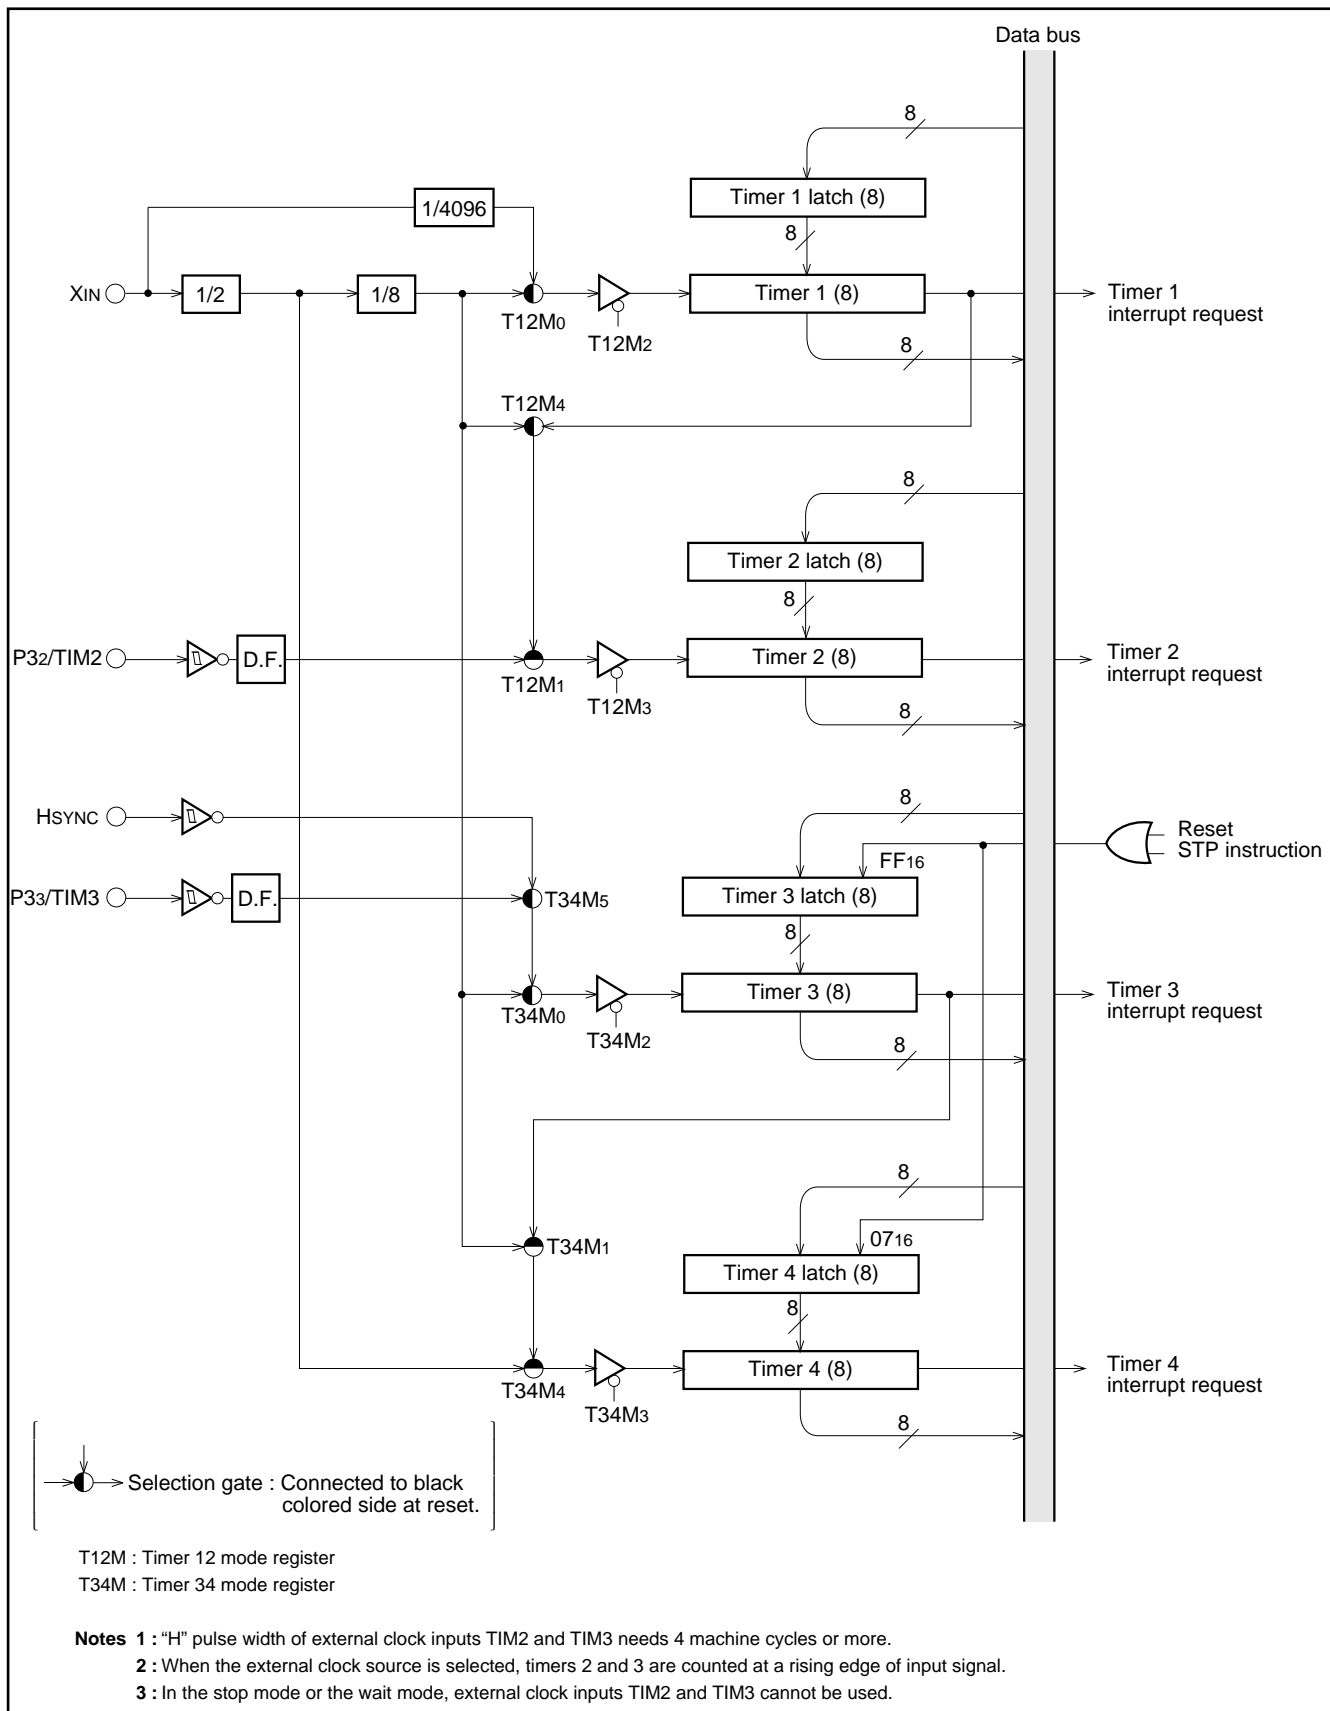 Data bus
8
Timer 1 latch (8)
1/4096
8
XIN
1/2
1/8
T12M0
T12M2
Timer 1 (8)
Timer 1
interrupt request
8
T12M4
8
Timer 2 latch (8)
8
P32/TIM2
D.F.
T12M1
T12M3
Timer 2 (8)
Timer 2
interrupt request
8
HSYNC
8
Reset
STP instruction
FF16
P33/TIM3
D.F.
T34M5
Timer 3 latch (8)
8
T34M0
T34M2
Timer 3 (8)
Timer 3
interrupt request
8
8
T34M1
0716
Timer 4 latch (8)
8
T34M4
T34M3
Timer 4 (8)
Timer 4
interrupt request
8
Selection gate : Connected to black
colored side at reset.
T12M : Timer 12 mode register
T34M : Timer 34 mode register
Notes 1 : “H” pulse width of external clock inputs TIM2 and TIM3 needs 4 machine cycles or more.
2 : When the external clock source is selected, timers 2 and 3 are counted at a rising edge of input signal.
3 : In the stop mode or the wait mode, external clock inputs TIM2 and TIM3 cannot be used.